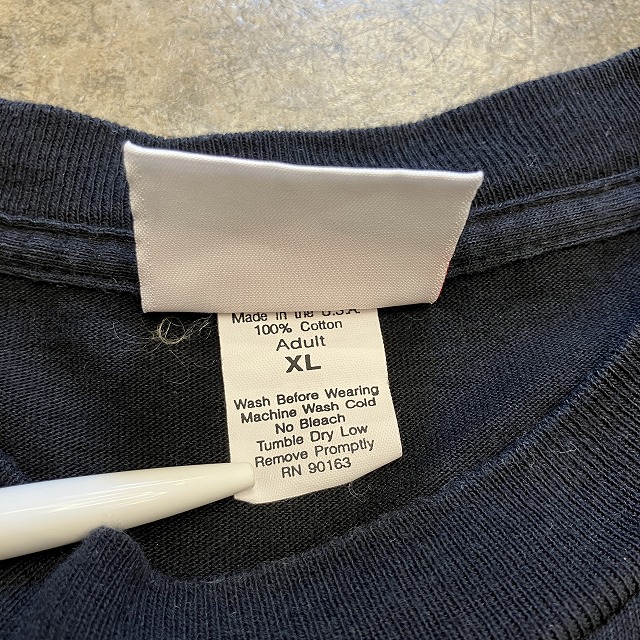 Made in the U.S.A.
100% Cotton
Adult
XL
Wash Before Wearing
Machine Wash Cold
No Bleach
Tumble Dry Low
Remove Promptly
RN 90163